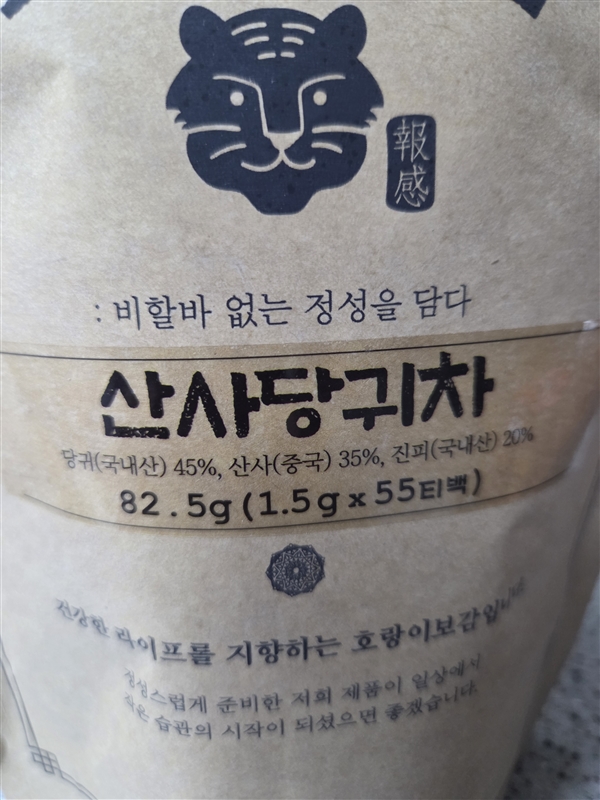 報
感
: 비할바 없는 정성을 담다
산사당귀차
당귀(국내산) 45%, 산사(중국) 35%, 진피(국내산) 20%
82.5g (1.5g x 55티백)
건강한 라이프를 지향하는 호랑이보감입니다.
정성스럽게 준비한 저희 제품이 일상에서
작은 습관의 시작이 되셨으면 좋겠습니다.